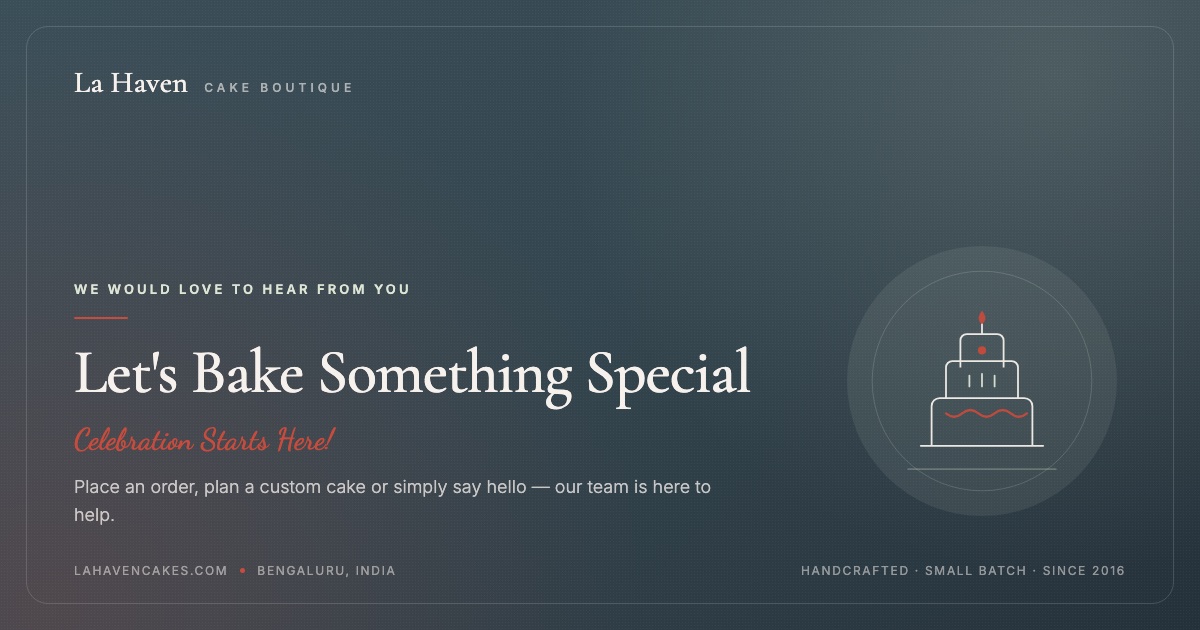 La Haven CAKE BOUTIQUE
WE WOULD LOVE TO HEAR FROM YOU
Let's Bake Something Special
Celebration Starts Here!
Place an order, plan a custom cake or simply say hello — our team is here to
help.
LAHAVENCAKES.COM • BENGALURU, INDIA
HANDCRAFTED · SMALL BATCH · SINCE 2016